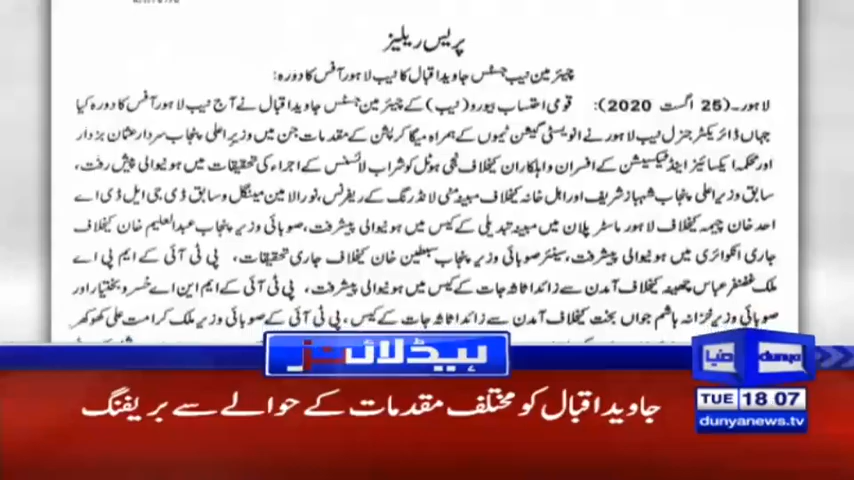 پریس ریلیز
چیئرمین نیب جسٹس جاوید اقبال کا نیب لاہور آفس کا دورہ:
لاہور۔(25 اگست 2020): قومی احتساب بیورو (نیب) کے چیئرمین جسٹس جاوید اقبال نے آج نیب لاہور آفس کا دورہ کیا
جہاں ڈائریکٹر جنرل نیب لاہور نے انویسٹی گیشن ٹیموں کے ہمراہ میگا کرپشن کے مقدمات جن میں وزیر اعلی پنجاب سردار عثمان بزدار
اور محکمہ ایکسائیز اینڈ ٹیکسیشن کے افسران و اہلکاران کیخلاف نجی ہوٹل کو شراب لائسنس کے اجراء کی تحقیقات میں ہونیوالی پیش رفت،
سابق وزیر اعلی پنجاب شہباز شریف اور اہل خانہ کیخلاف مبینہ منی لانڈرنگ کے ریفرنس، نورالامین مینگل و سابق ڈی جی ایل ڈی اے
احد خان چیمہ کیخلاف لاہور ماسٹر پلان میں مبینہ تبدیلی کے کیس میں ہونیوالی پیشرفت، صوبائی وزیر پنجاب عبدالعلیم خان کیخلاف
جاری انکوائری میں ہونیوالی پیشرفت، سینئر صوبائی وزیر پنجاب سبطین خان کیخلاف جاری تحقیقات، پی ٹی آئی کے ایم پی اے
ملک غضنفر عباس چھینہ کیخلاف آمدن سے زائد اثاثہ جات کے کیس میں ہونیوالی پیشرفت، پی ٹی آئی کے ایم این اے خسرو بختیار اور
صوبائی وزیر خزانہ ہاشم جواں بخت کیخلاف آمدن سے زائد اثاثہ جات کے کیس، پی ٹی آئی کے صوبائی وزیر ملک کرامت علی کھوکھر
ہیڈلائنز
دنیا dunya
جاوید اقبال کو مختلف مقدمات کے حوالے سے بریفنگ
TUE 18 07
dunyanews.tv